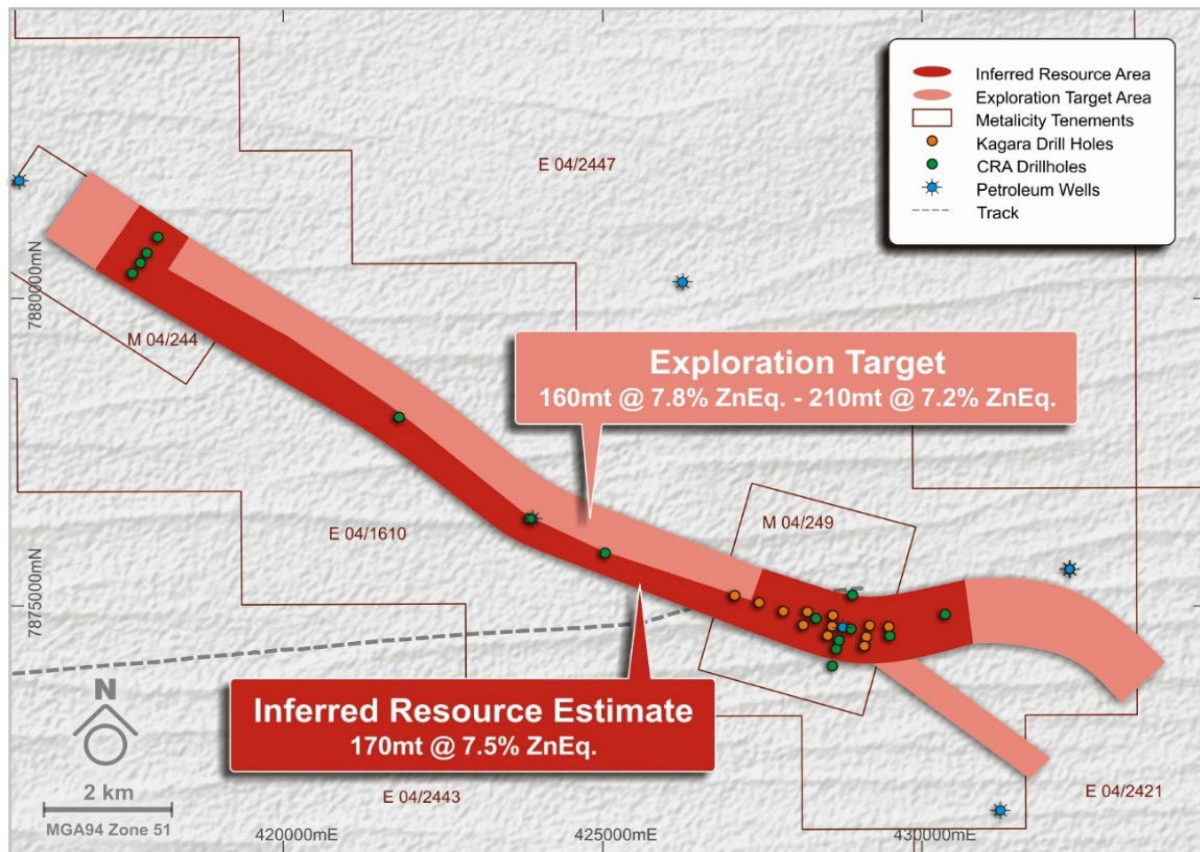 Inferred Resource Area
Exploration Target Area
Metalicity Tenements
Kagara Drill Holes
CRA Drillholes
Petroleum Wells
Track
E 04/2447
7880000mN
M 04/244
Exploration Target
160mt @ 7.8% ZnEq. - 210mt @ 7.2% ZnEq.
M 04/249
E 04/1610
7875000mN
Inferred Resource Estimate
170mt @ 7.5% ZnEq.
N
2 km
MGA94 Zone 51
E 04/2443
E 04/2421
420000mE
425000mE
430000mE